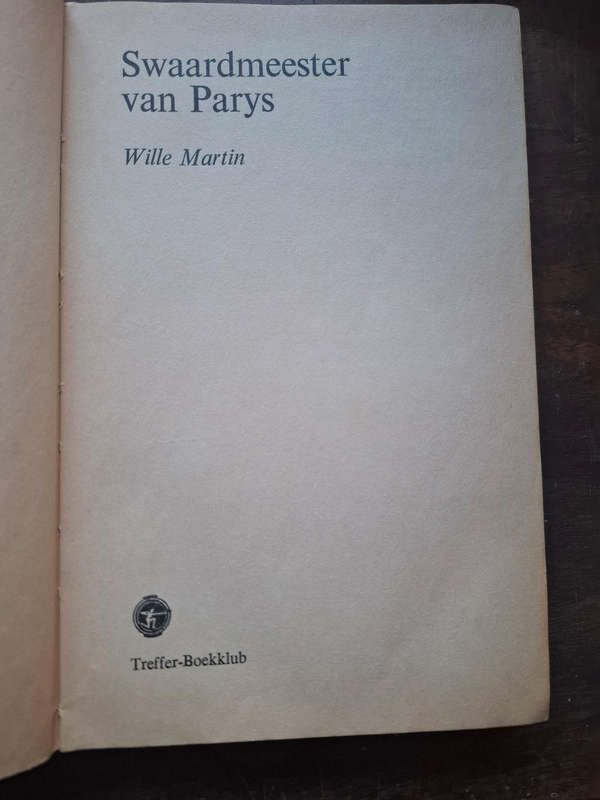 Swaardmeester
van Parys
Wille Martin
Treffer-Boekklub